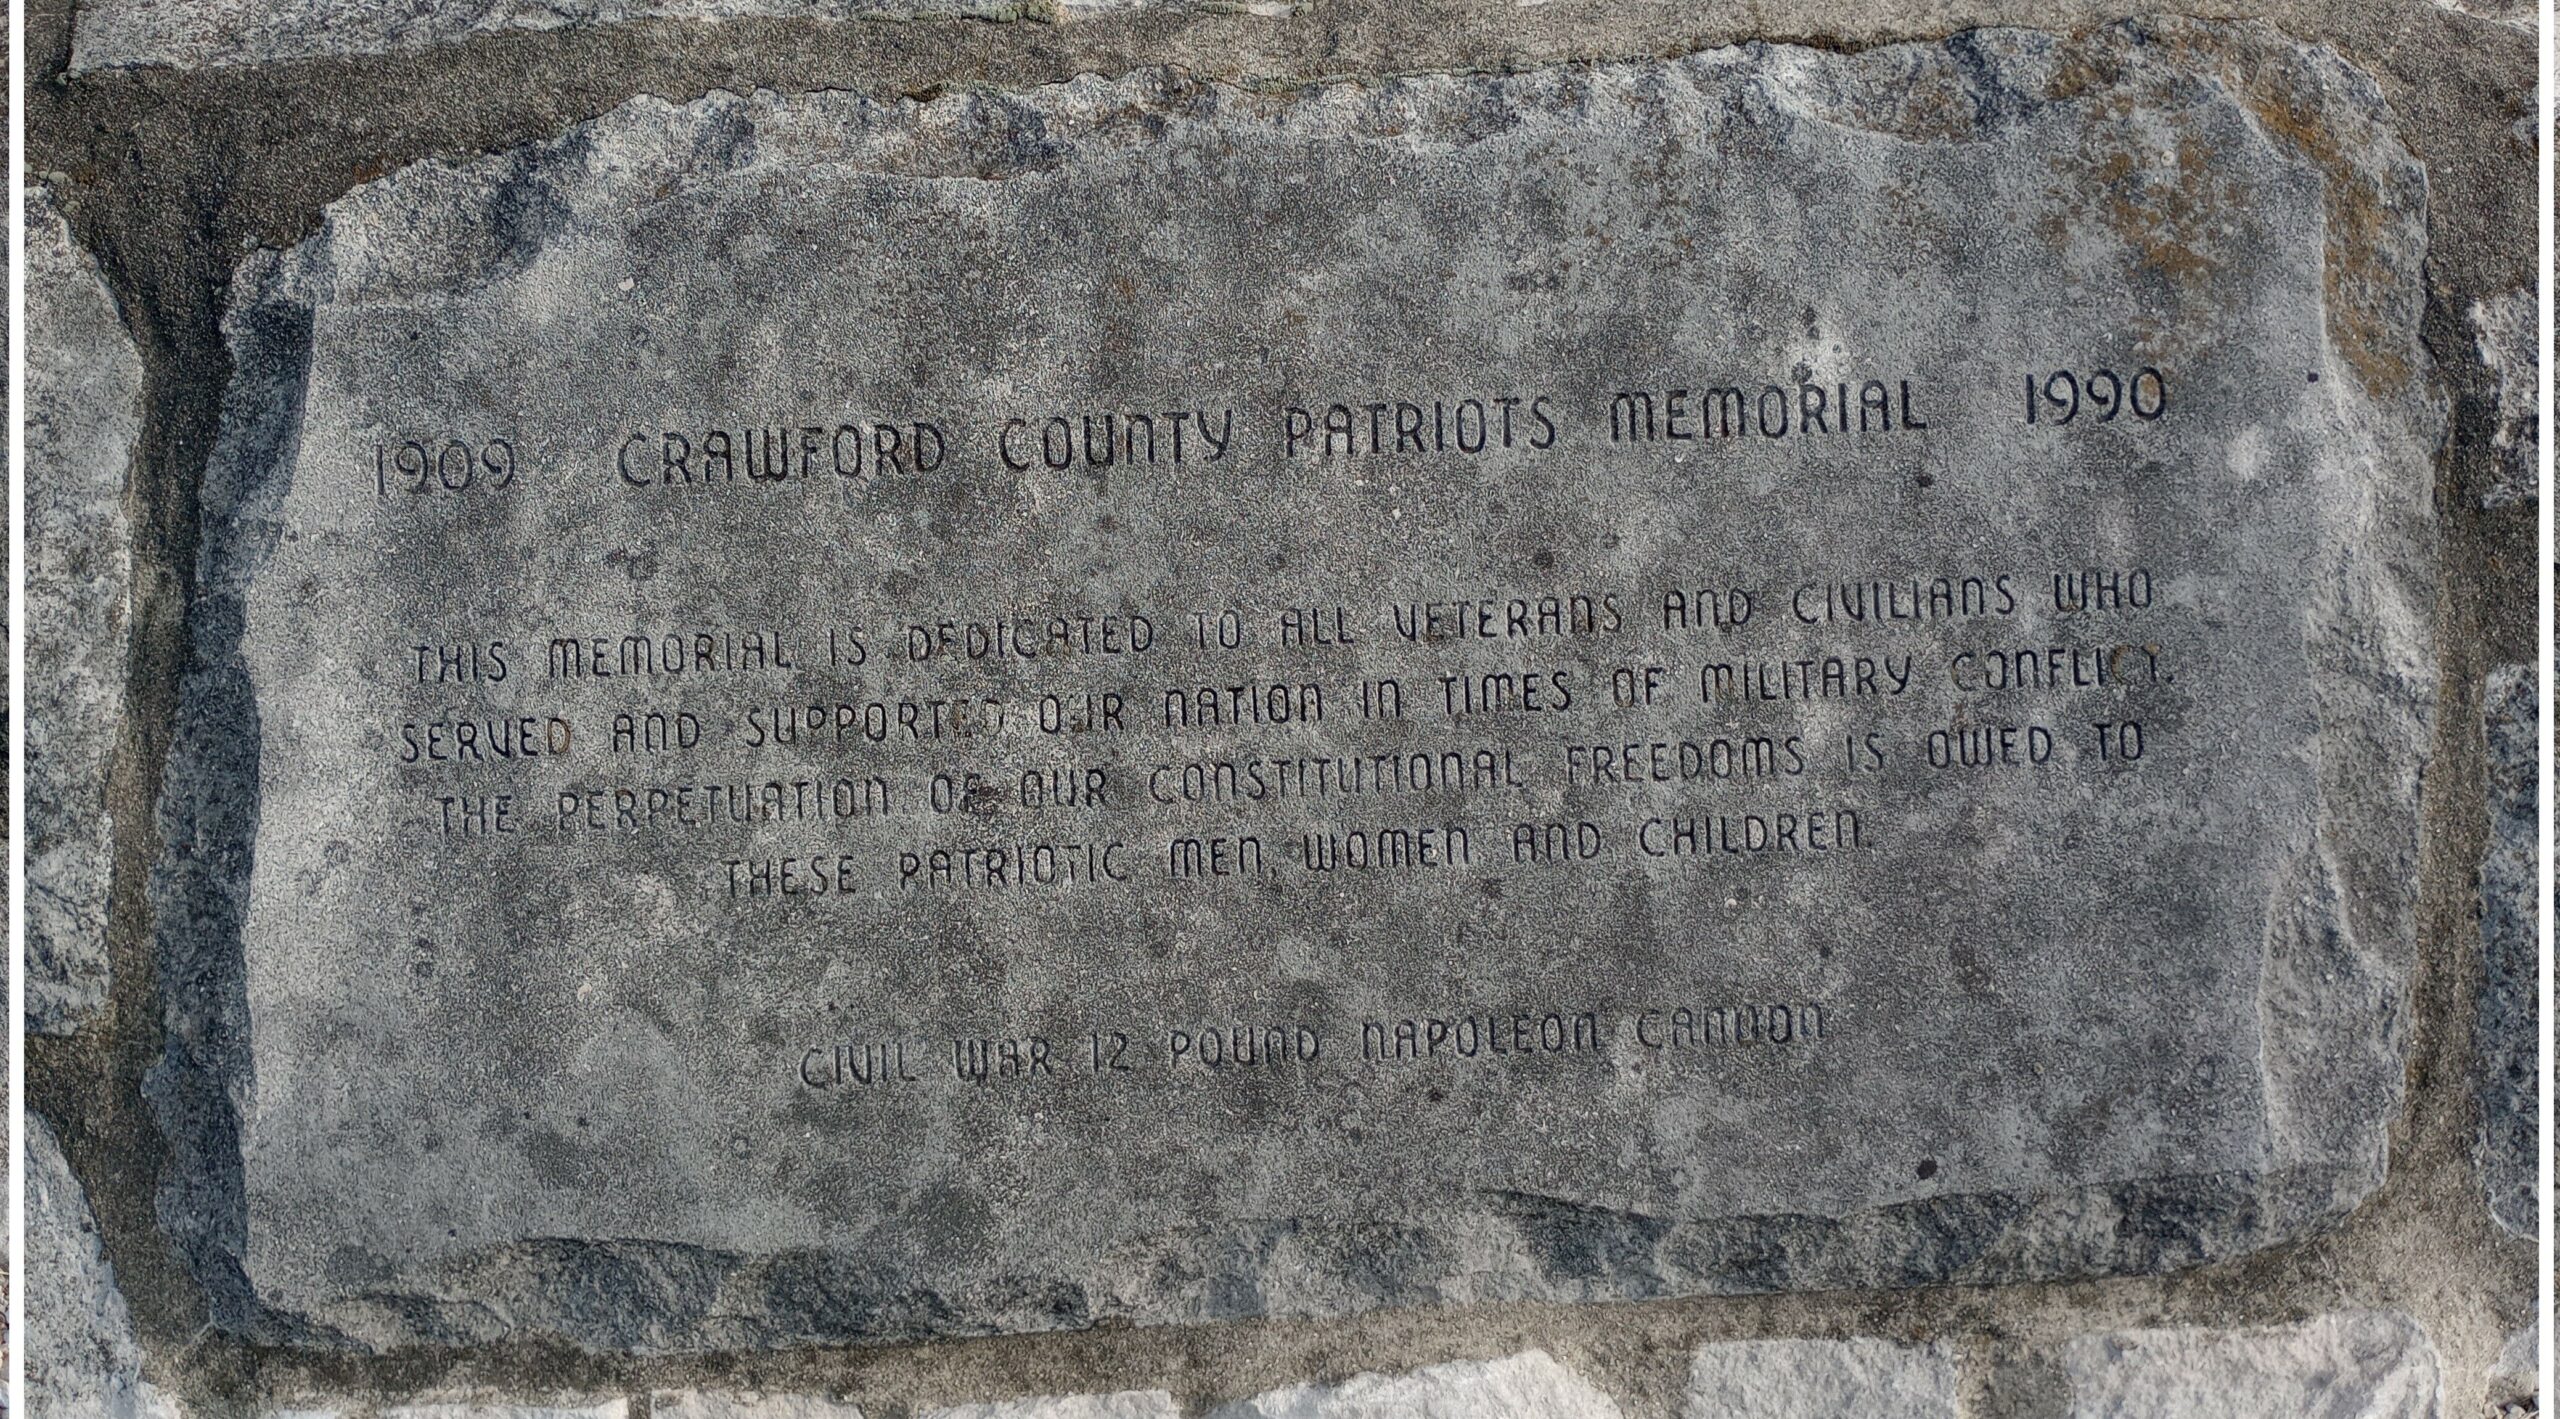 1909 CRAWFORD COUNTY PATRIOTS MEMORIAL 1990
THIS MEMORIAL IS DEDICATED TO ALL VETERANS AND CIVILIANS WHO
SERVED AND SUPPORTED OUR NATION IN TIMES OF MILITARY CONFLICT.
THE PERPETUATION OF OUR CONSTITUTIONAL FREEDOMS IS OWED TO
THESE PATRIOTIC MEN, WOMEN AND CHILDREN.
CIVIL WAR 12 POUND NAPOLEON CANNON